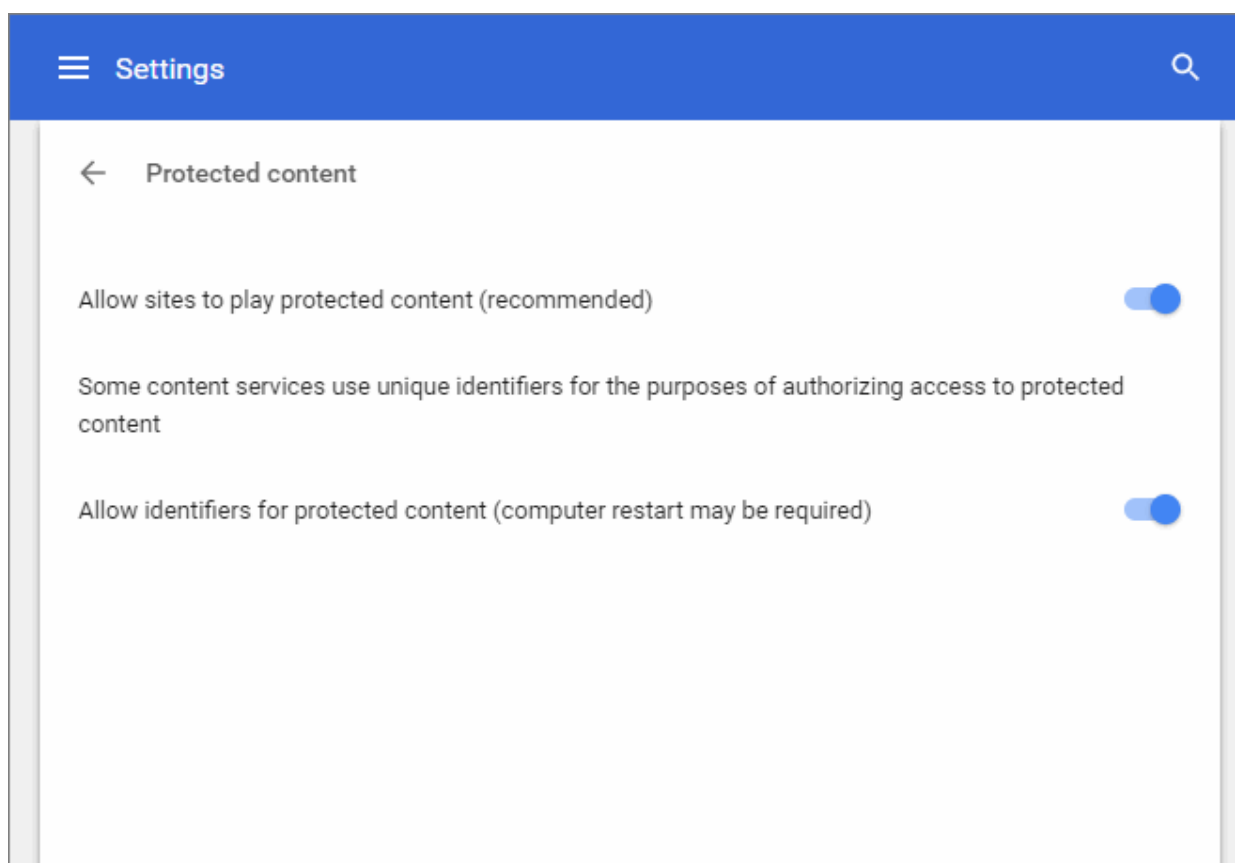 Settings
Protected content
Allow sites to play protected content (recommended)
Some content services use unique identifiers for the purposes of authorizing access to protected
content
Allow identifiers for protected content (computer restart may be required)